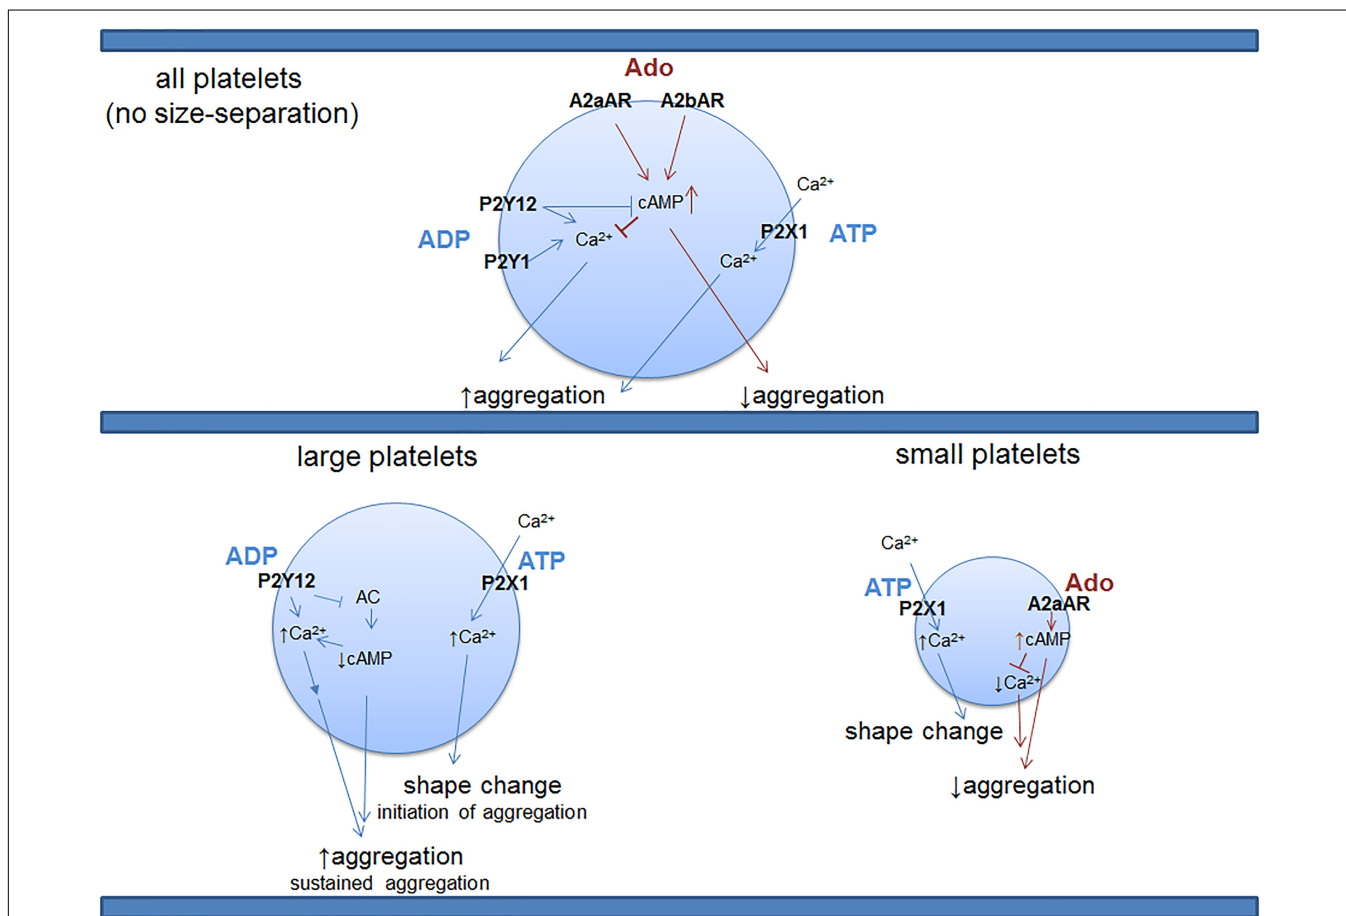 all platelets
(no size-separation)
Ado
A2aAR A2bAR
Ca²⁺
P2Y12
cAMP↑
ADP
Ca²⁺
P2X1
ATP
P2Y1
Ca²⁺
↑aggregation
↓aggregation
large platelets
Ca²⁺
ADP
ATP
P2Y12
P2X1
AC
↑Ca²⁺
↑Ca²⁺
↓cAMP
shape change
initiation of aggregation
↑aggregation
sustained aggregation
small platelets
Ca²⁺
ATP
Ado
P2X1
A2aAR
↑Ca²⁺
↑cAMP
↓Ca²⁺
shape change
↓aggregation